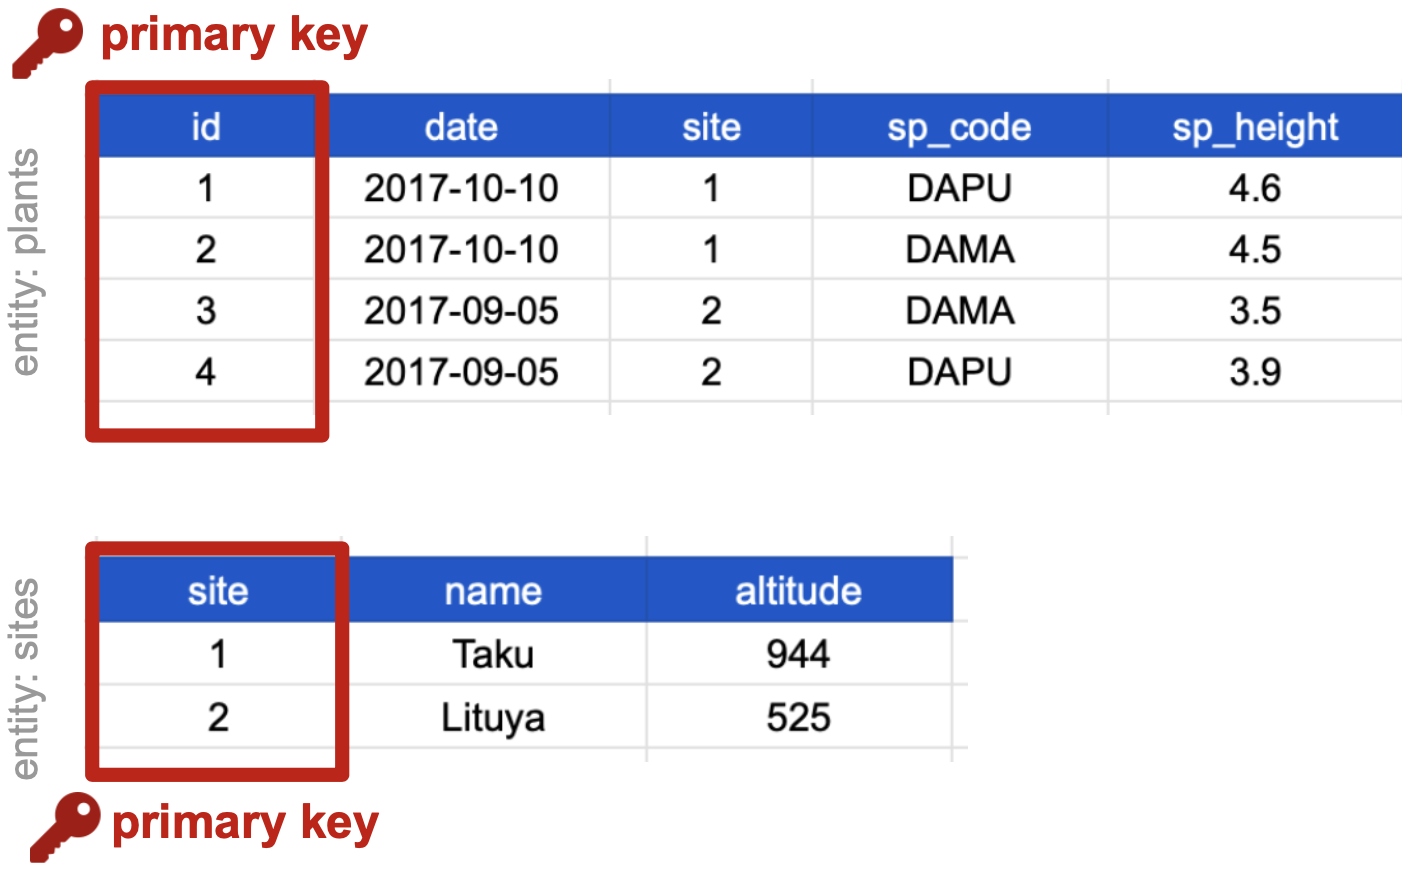 primary key
entity: plants
id date site sp_code sp_height
1 2017-10-10 1 DAPU 4.6
2 2017-10-10 1 DAMA 4.5
3 2017-09-05 2 DAMA 3.5
4 2017-09-05 2 DAPU 3.9
entity: sites
site name altitude
1 Taku 944
2 Lituya 525
primary key